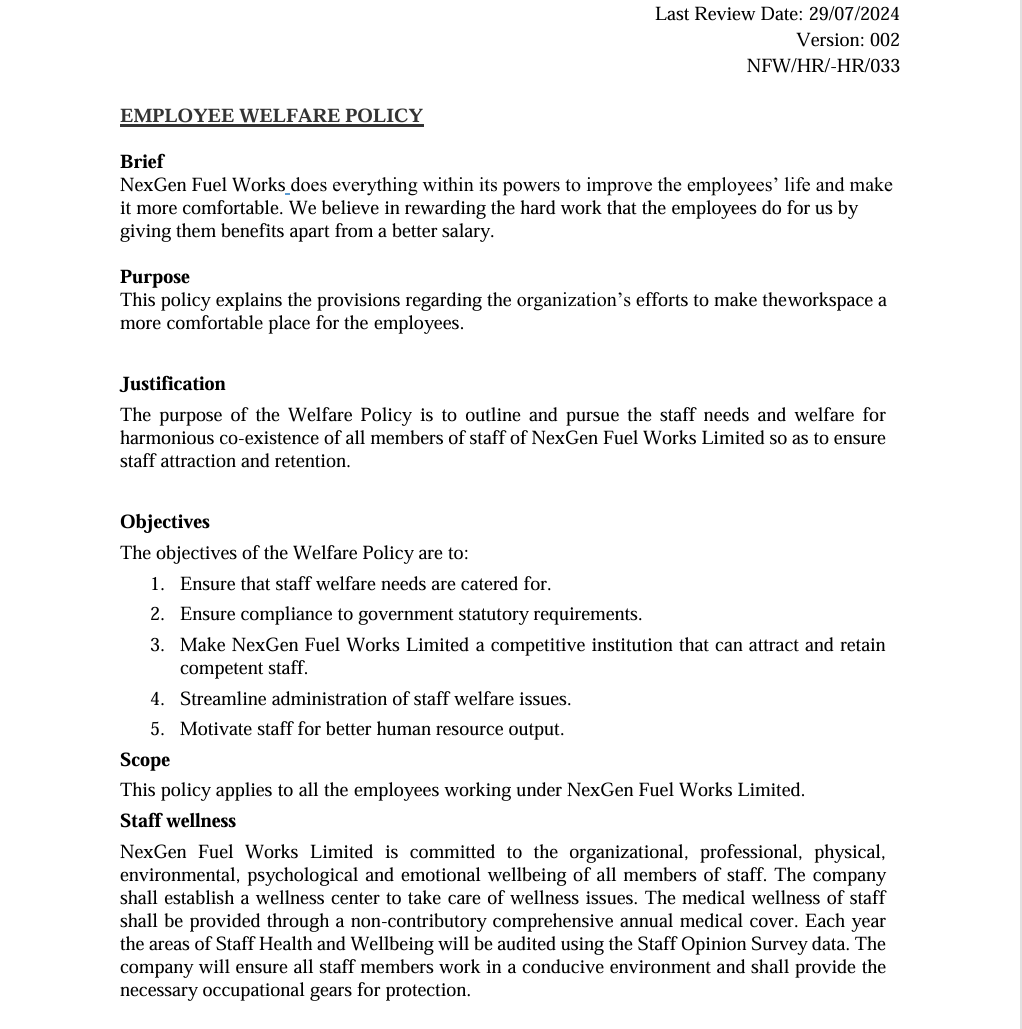 Last Review Date: 29/07/2024
Version: 002
NFW/HR/-HR/033
EMPLOYEE WELFARE POLICY
Brief
NexGen Fuel Works does everything within its powers to improve the employees’ life and make
it more comfortable. We believe in rewarding the hard work that the employees do for us by
giving them benefits apart from a better salary.
Purpose
This policy explains the provisions regarding the organization’s efforts to make theworkspace a
more comfortable place for the employees.
Justification
The purpose of the Welfare Policy is to outline and pursue the staff needs and welfare for
harmonious co-existence of all members of staff of NexGen Fuel Works Limited so as to ensure
staff attraction and retention.
Objectives
The objectives of the Welfare Policy are to:
1. Ensure that staff welfare needs are catered for.
2. Ensure compliance to government statutory requirements.
3. Make NexGen Fuel Works Limited a competitive institution that can attract and retain
competent staff.
4. Streamline administration of staff welfare issues.
5. Motivate staff for better human resource output.
Scope
This policy applies to all the employees working under NexGen Fuel Works Limited.
Staff wellness
NexGen Fuel Works Limited is committed to the organizational, professional, physical,
environmental, psychological and emotional wellbeing of all members of staff. The company
shall establish a wellness center to take care of wellness issues. The medical wellness of staff
shall be provided through a non-contributory comprehensive annual medical cover. Each year
the areas of Staff Health and Wellbeing will be audited using the Staff Opinion Survey data. The
company will ensure all staff members work in a conducive environment and shall provide the
necessary occupational gears for protection.